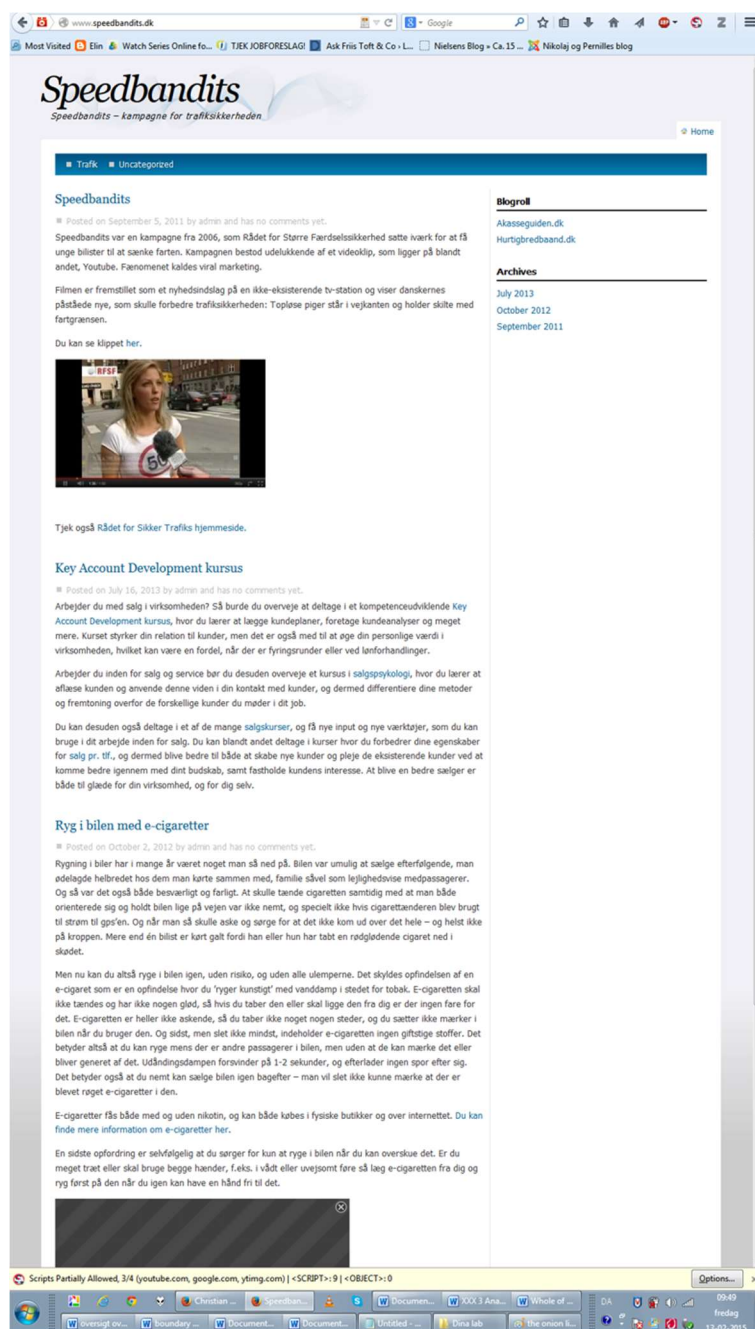 www.speedbandits.dk
Google
Most Visited Elin Watch Series Online fo... TJEK JOBFORESLAG! Ask Friis Toft & Co › L... Nielsens Blog » Ca. 15 ... Nikolaj og Pernilles blog
Speedbandits
Speedbandits – kampagne for trafiksikkerheden
Home
Trafik Uncategorized
Speedbandits
Posted on September 5, 2011 by admin and has no comments yet.
Speedbandits var en kampagne fra 2006, som Rådet for Større Færdselssikkerhed satte iværk for at få
unge bilister til at sænke farten. Kampagnen bestod udelukkende af et videoklip, som ligger på blandt
andet, Youtube. Fænomenet kaldes viral marketing.
Filmen er fremstillet som et nyhedsindslag på en ikke-eksisterende tv-station og viser danskernes
påståede nye, som skulle forbedre trafiksikkerheden: Topløse piger står i vejkanten og holder skilte med
fartgrænsen.
Du kan se klippet her.
RFSF
50
Tjek også Rådet for Sikker Trafiks hjemmeside.
Key Account Development kursus
Posted on July 16, 2013 by admin and has no comments yet.
Arbejder du med salg i virksomheden? Så burde du overveje at deltage i et kompetenceudviklende Key
Account Development kursus, hvor du lærer at lægge kundeplaner, foretage kundeanalyser og meget
mere. Kurset styrker din relation til kunder, men det er også med til at øge din personlige værdi i
virksomheden, hvilket kan være en fordel, når der er fyringsrunder eller ved lønforhandlinger.
Arbejder du inden for salg og service bør du desuden overveje et kursus i salgspsykologi, hvor du lærer at
aflæse kunden og anvende denne viden i din kontakt med kunder, og dermed differentiere dine metoder
og fremtoning overfor de forskellige kunder du møder i dit job.
Du kan desuden også deltage i et af de mange salgskurser, og få nye input og nye værktøjer, som du kan
bruge i dit arbejde inden for salg. Du kan blandt andet deltage i kurser hvor du forbedrer dine egenskaber
for salg pr. tlf., og dermed blive bedre til både at skabe nye kunder og pleje de eksisterende kunder ved at
komme bedre igennem med dint budskab, samt fastholde kundens interesse. At blive en bedre sælger er
både til glæde for din virksomhed, og for dig selv.
Ryg i bilen med e-cigaretter
Posted on October 2, 2012 by admin and has no comments yet.
Rygning i biler har i mange år været noget man så ned på. Bilen var umulig at sælge efterfølgende, man
ødelagde helbredet hos dem man kørte sammen med, familie såvel som lejlighedsvise medpassagerer.
Og så var det også både besværligt og farligt. At skulle tænde cigaretten samtidig med at man både
orienterede sig og holdt bilen lige på vejen var ikke nemt, og specielt ikke hvis cigarettænderen blev brugt
til strøm til gps'en. Og når man så skulle aske og sørge for at det ikke kom ud over det hele – og helst ikke
på kroppen. Mere end én bilist er kørt galt fordi han eller hun har tabt en rødglødende cigaret ned i
skødet.
Men nu kan du altså ryge i bilen igen, uden risiko, og uden alle ulemperne. Det skyldes opfindelsen af en
e-cigaret som er en opfindelse hvor du 'ryger kunstigt' med vanddamp i stedet for tobak. E-cigaretten skal
ikke tændes og har ikke nogen glød, så hvis du taber den eller skal ligge den fra dig er der ingen fare for
det. E-cigaretten er heller ikke askende, så du taber ikke noget nogen steder, og du sætter ikke mærker i
bilen når du bruger den. Og sidst, men slet ikke mindst, indeholder e-cigaretten ingen giftstige stoffer. Det
betyder altså at du kan ryge mens der er andre passagerer i bilen, men uden at de kan mærke det eller
bliver generet af det. Udåndingsdampen forsvinder på 1-2 sekunder, og efterlader ingen spor efter sig.
Det betyder også at du nemt kan sælge bilen igen bagefter – man vil slet ikke kunne mærke at der er
blevet røget e-cigaretter i den.
E-cigaretter fås både med og uden nikotin, og kan både købes i fysiske butikker og over internettet. Du kan
finde mere information om e-cigaretter her.
En sidste opfordring er selvfølgelig at du sørger for kun at ryge i bilen når du kan overskue det. Er du
meget træt eller skal bruge begge hænder, f.eks. i vådt eller uvejsomt føre så læg e-cigaretten fra dig og
ryg først på den når du igen kan have en hånd fri til det.
Blogroll
Akasseguiden.dk
Hurtigbredbaand.dk
Archives
July 2013
October 2012
September 2011
Scripts Partially Allowed, 3/4 (youtube.com, google.com, ytimg.com) | <SCRIPT>: 9 | <OBJECT>: 0 Options...
Christian ... Speedban... Documen... XXX 3 Ana... Whole of ... DA 09:49
fredag
oversigt ov... boundary ... Document... Document... Untitled - ... Dina lab the onion li... 13-02-2015